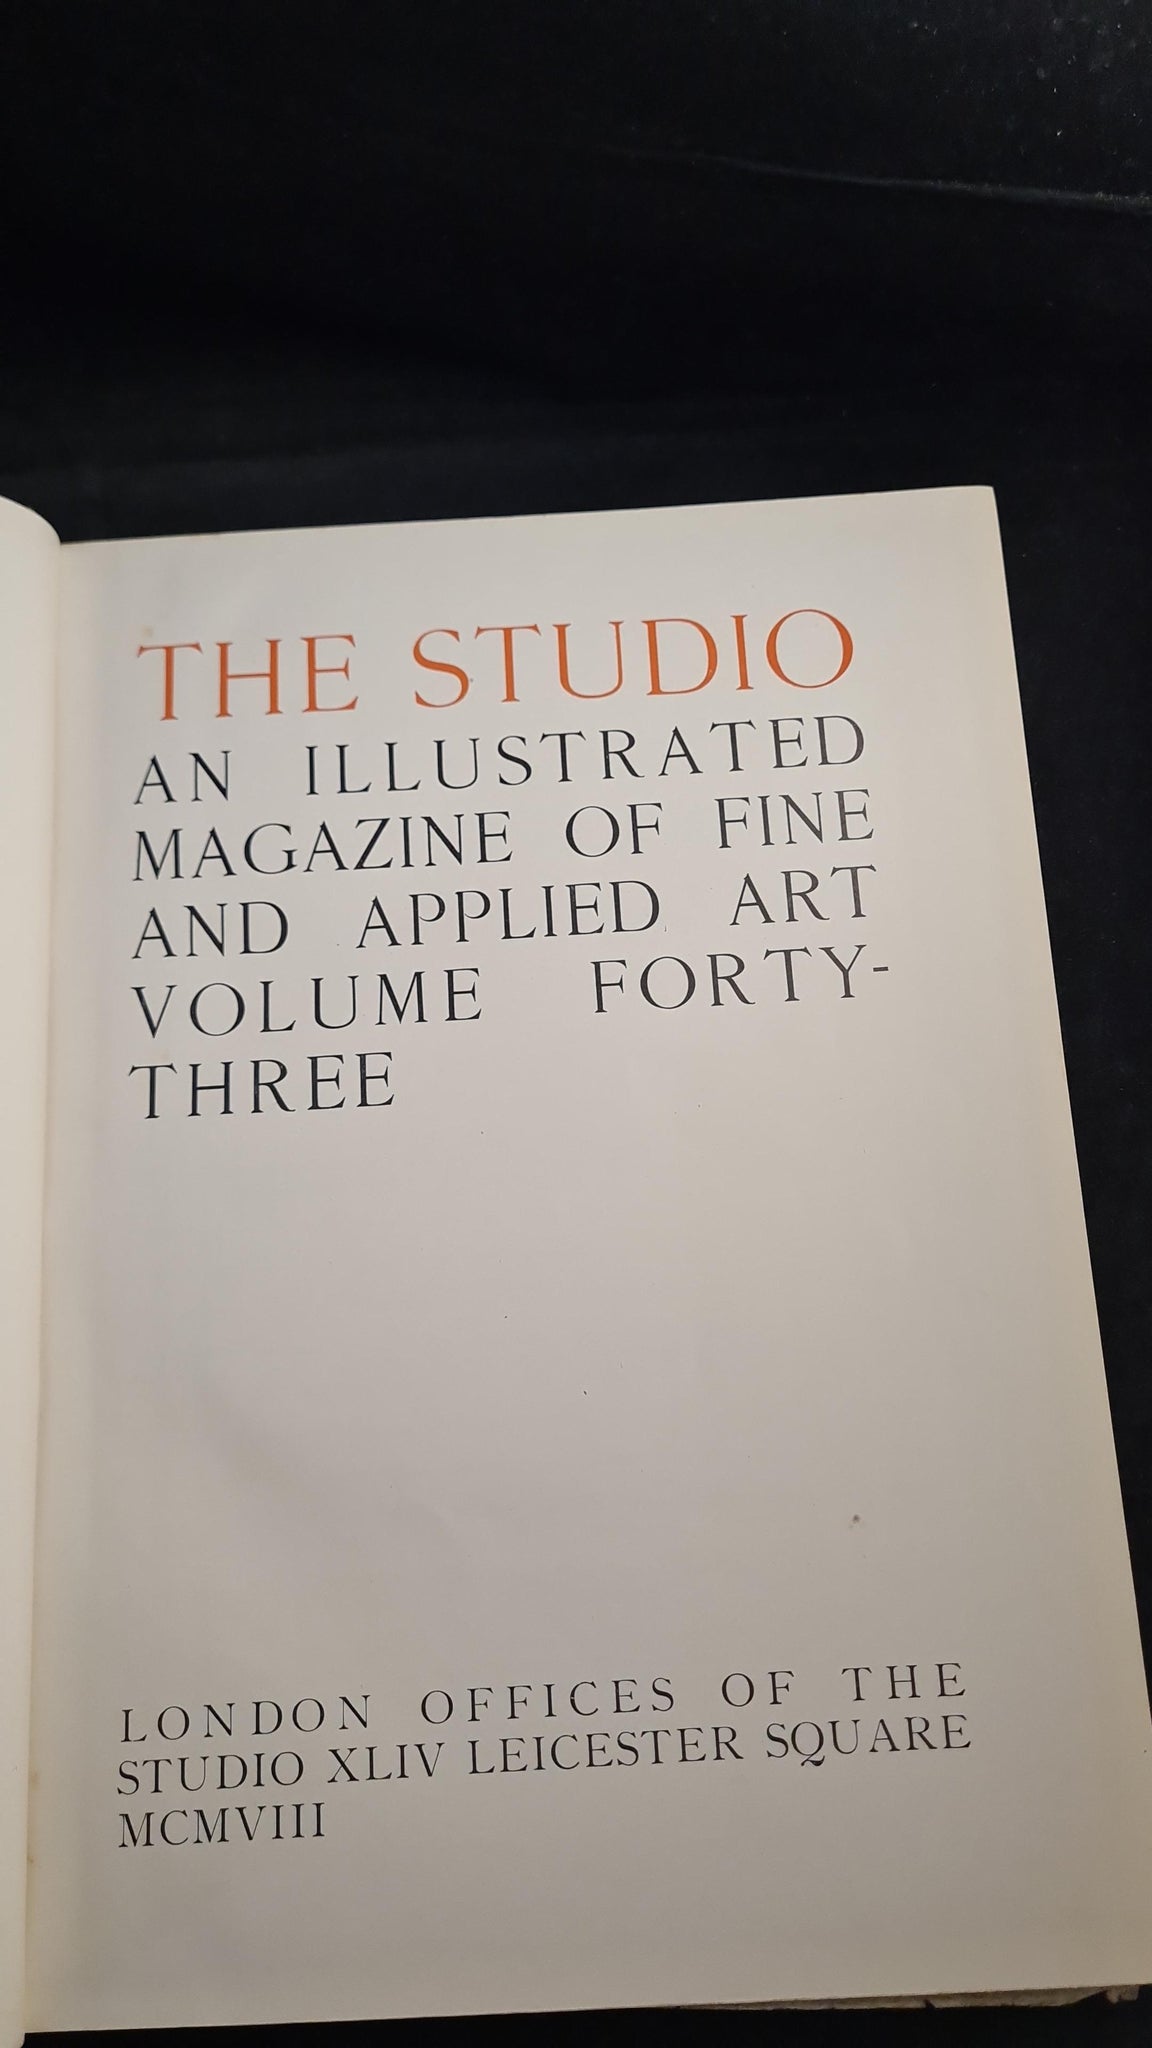 THE STUDIO
AN ILLUSTRATED
MAGAZINE OF FINE
AND APPLIED ART
VOLUME FORTY-
THREE
LONDON OFFICES OF THE
STUDIO XLIV LEICESTER SQUARE
MCMVIII